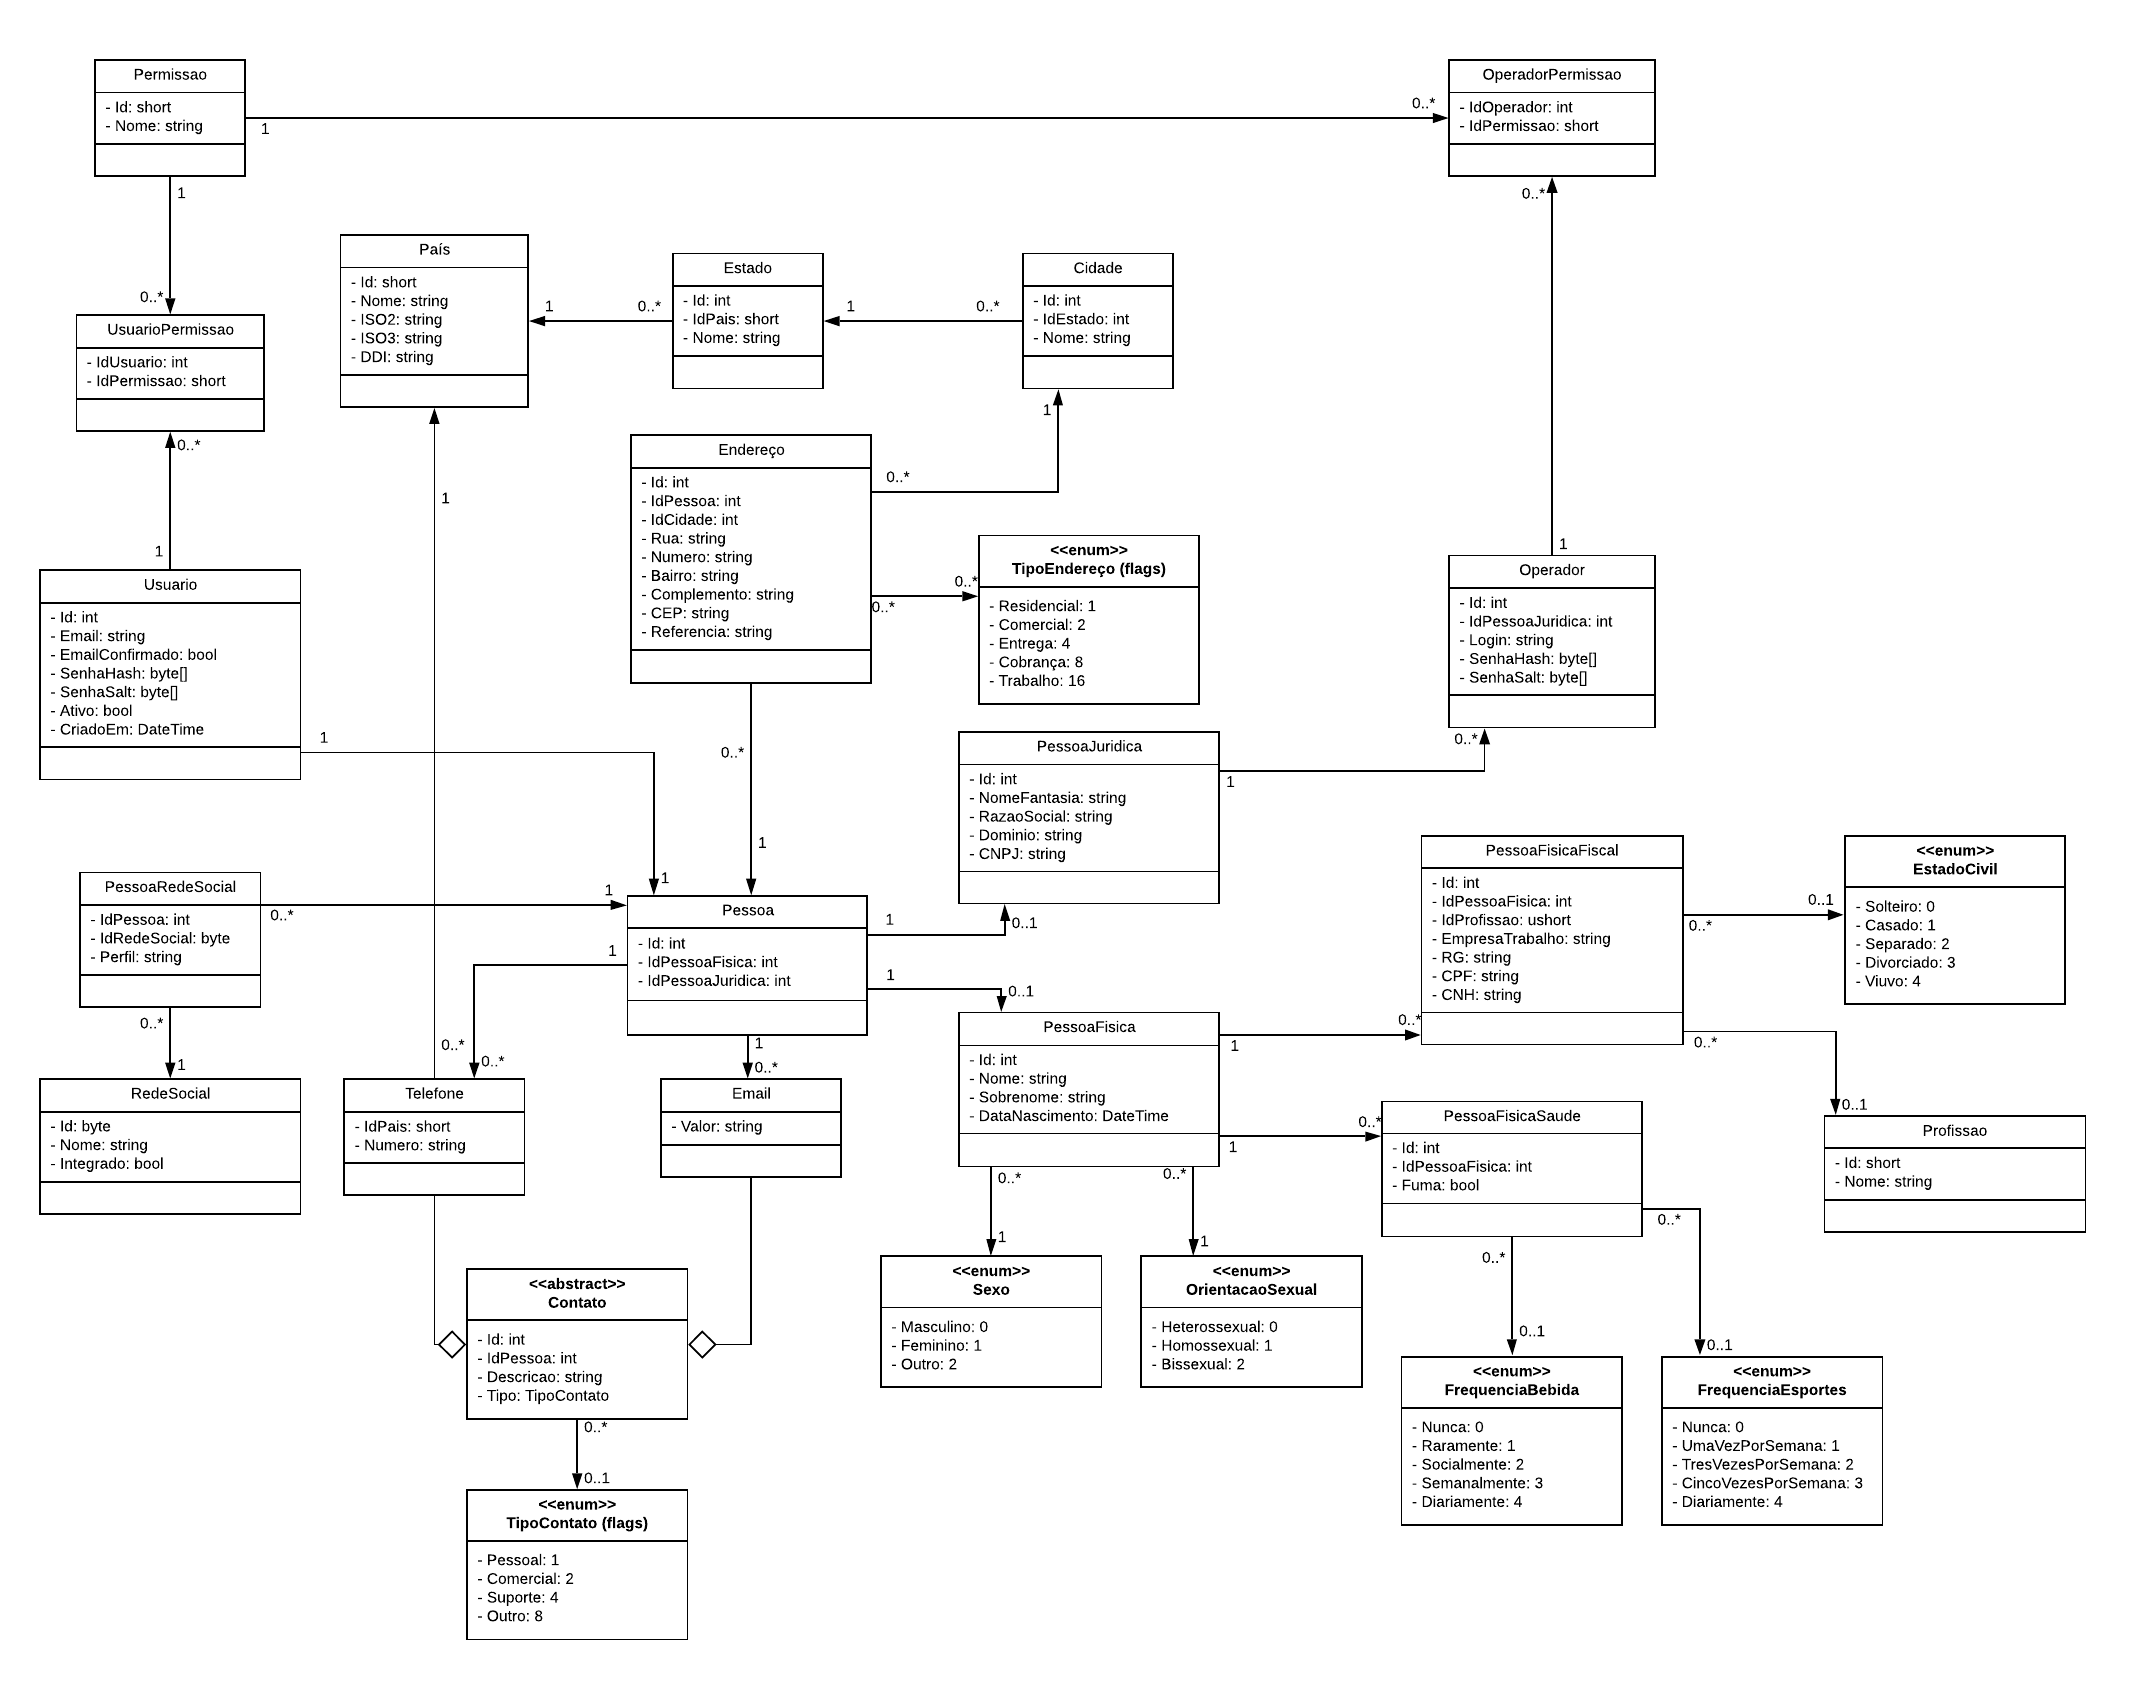 Permissao
- Id: short
- Nome: string
1
1
0..*
OperadorPermissao
- IdOperador: int
- IdPermissao: short
0..*
0..*
UsuarioPermissao
- IdUsuario: int
- IdPermissao: short
0..*
País
- Id: short
- Nome: string
- ISO2: string
- ISO3: string
- DDI: string
1
0..*
Estado
- Id: int
- IdPais: short
- Nome: string
1
0..*
Cidade
- Id: int
- IdEstado: int
- Nome: string
1
1
Endereço
- Id: int
- IdPessoa: int
- IdCidade: int
- Rua: string
- Numero: string
- Bairro: string
- Complemento: string
- CEP: string
- Referencia: string
0..*
0..*
0..*
<<enum>>
TipoEndereço (flags)
- Residencial: 1
- Comercial: 2
- Entrega: 4
- Cobrança: 8
- Trabalho: 16
1
Operador
- Id: int
- IdPessoaJuridica: int
- Login: string
- SenhaHash: byte[]
- SenhaSalt: byte[]
0..*
1
Usuario
- Id: int
- Email: string
- EmailConfirmado: bool
- SenhaHash: byte[]
- SenhaSalt: byte[]
- Ativo: bool
- CriadoEm: DateTime
1
0..*
1
1
PessoaJuridica
- Id: int
- NomeFantasia: string
- RazaoSocial: string
- Dominio: string
- CNPJ: string
1
0..1
PessoaFisicaFiscal
- Id: int
- IdPessoaFisica: int
- IdProfissao: ushort
- EmpresaTrabalho: string
- RG: string
- CPF: string
- CNH: string
0..*
0..1
0..*
<<enum>>
EstadoCivil
- Solteiro: 0
- Casado: 1
- Separado: 2
- Divorciado: 3
- Viuvo: 4
PessoaRedeSocial
- IdPessoa: int
- IdRedeSocial: byte
- Perfil: string
0..*
1
0..*
1
Pessoa
- Id: int
- IdPessoaFisica: int
- IdPessoaJuridica: int
1
1
0..1
1
1
0..*
0..*
0..*
RedeSocial
- Id: byte
- Nome: string
- Integrado: bool
Telefone
- IdPais: short
- Numero: string
Email
- Valor: string
PessoaFisica
- Id: int
- Nome: string
- Sobrenome: string
- DataNascimento: DateTime
0..*
1
0..*
1
0..*
0..*
PessoaFisicaSaude
- Id: int
- IdPessoaFisica: int
- Fuma: bool
0..*
0..*
0..1
Profissao
- Id: short
- Nome: string
1
1
<<abstract>>
Contato
- Id: int
- IdPessoa: int
- Descricao: string
- Tipo: TipoContato
0..*
0..1
<<enum>>
Sexo
- Masculino: 0
- Feminino: 1
- Outro: 2
<<enum>>
OrientacaoSexual
- Heterossexual: 0
- Homossexual: 1
- Bissexual: 2
0..1
0..1
<<enum>>
FrequenciaBebida
- Nunca: 0
- Raramente: 1
- Socialmente: 2
- Semanalmente: 3
- Diariamente: 4
<<enum>>
FrequenciaEsportes
- Nunca: 0
- UmaVezPorSemana: 1
- TresVezesPorSemana: 2
- CincoVezesPorSemana: 3
- Diariamente: 4
<<enum>>
TipoContato (flags)
- Pessoal: 1
- Comercial: 2
- Suporte: 4
- Outro: 8